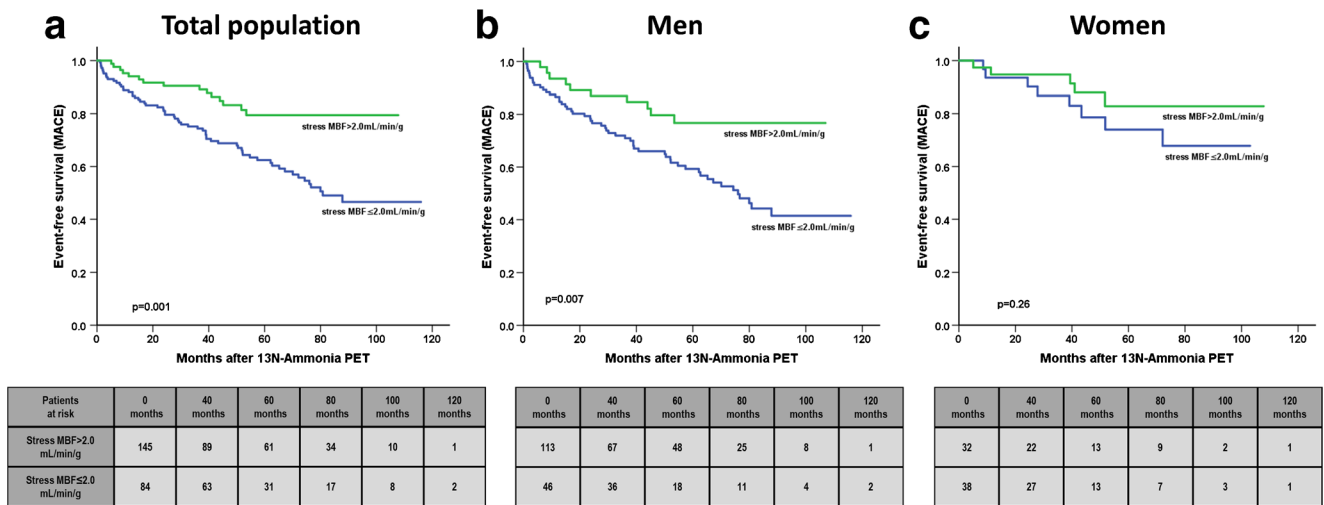 a Total population
1.0
0.8
0.6
0.4
0.2
0.0
Event-free survival (MACE)
stress MBF>2.0mL/min/g
stress MBF≤2.0mL/min/g
p=0.001
0 20 40 60 80 100 120
Months after 13N-Ammonia PET
b Men
1.0
0.8
0.6
0.4
0.2
0.0
Event-free survival (MACE)
stress MBF>2.0mL/min/g
stress MBF≤2.0mL/min/g
p=0.007
0 20 40 60 80 100 120
Months after 13N-Ammonia PET
c Women
1.0
0.8
0.6
0.4
0.2
0.0
Event-free survival (MACE)
stress MBF>2.0mL/min/g
stress MBF≤2.0mL/min/g
p=0.26
0 20 40 60 80 100 120
Months after 13N-Ammonia PET
Patients 0 40 60 80 100 120
at risk months months months months months months
Stress MBF>2.0
mL/min/g 145 89 61 34 10 1
Stress MBF≤2.0
mL/min/g 84 63 31 17 8 2
0 40 60 80 100 120
months months months months months months
113 67 48 25 8 1
46 36 18 11 4 2
0 40 60 80 100 120
months months months months months months
32 22 13 9 2 1
38 27 13 7 3 1